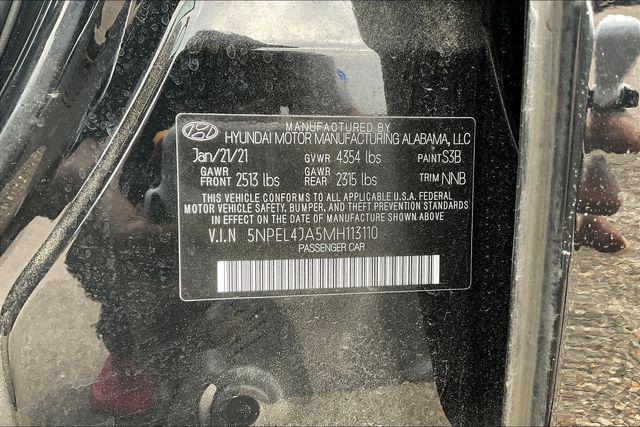 MANUFACTURED BY
HYUNDAI MOTOR MANUFACTURING ALABAMA, LLC
Jan/21/21 GVWR 4354 lbs PAINT S3B
GAWR FRONT 2513 lbs GAWR REAR 2315 lbs TRIM NNB
THIS VEHICLE CONFORMS TO ALL APPLICABLE U.S.A. FEDERAL
MOTOR VEHICLE SAFETY, BUMPER, AND THEFT PREVENTION STANDARDS
IN EFFECT ON THE DATE OF MANUFACTURE SHOWN ABOVE
V.I.N 5NPEL4JA5MH113110
PASSENGER CAR